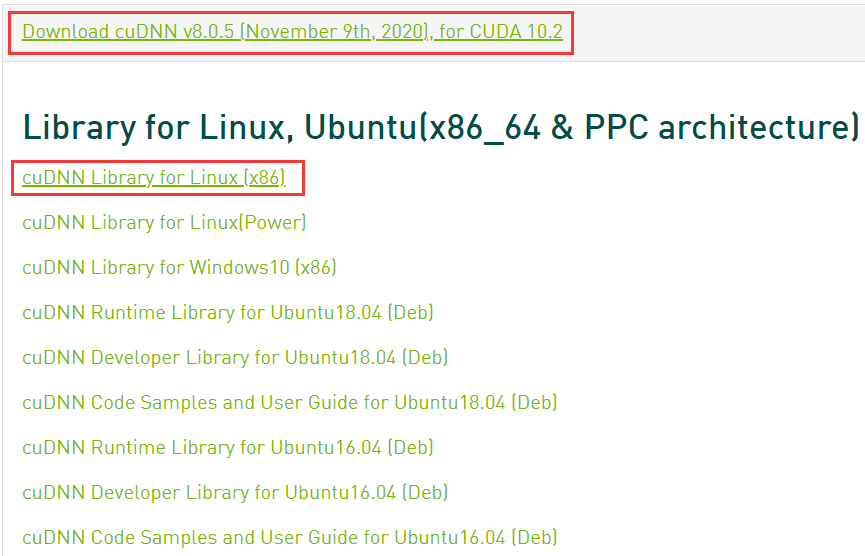 Download cuDNN v8.0.5 (November 9th, 2020), for CUDA 10.2
Library for Linux, Ubuntu(x86_64 & PPC architecture)
cuDNN Library for Linux (x86)
cuDNN Library for Linux(Power)
cuDNN Library for Windows10 (x86)
cuDNN Runtime Library for Ubuntu18.04 (Deb)
cuDNN Developer Library for Ubuntu18.04 (Deb)
cuDNN Code Samples and User Guide for Ubuntu18.04 (Deb)
cuDNN Runtime Library for Ubuntu16.04 (Deb)
cuDNN Developer Library for Ubuntu16.04 (Deb)
cuDNN Code Samples and User Guide for Ubuntu16.04 (Deb)